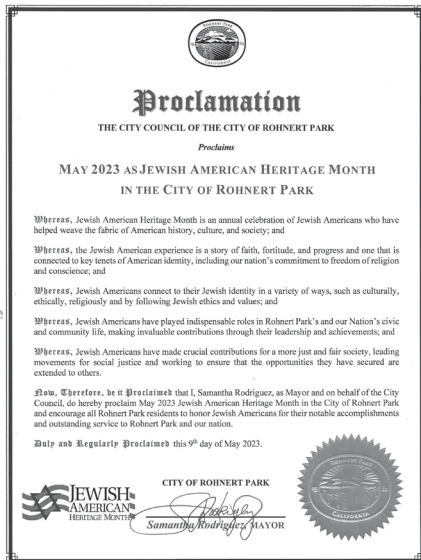 ROHNERT PARK
CALIFORNIA
Proclamation
THE CITY COUNCIL OF THE CITY OF ROHNERT PARK
Proclaims
MAY 2023 AS JEWISH AMERICAN HERITAGE MONTH
IN THE CITY OF ROHNERT PARK
Whereas, Jewish American Heritage Month is an annual celebration of Jewish Americans who have
helped weave the fabric of American history, culture, and society; and
Whereas, the Jewish American experience is a story of faith, fortitude, and progress and one that is
connected to key tenets of American identity, including our nation's commitment to freedom of religion
and conscience; and
Whereas, Jewish Americans connect to their Jewish identity in a variety of ways, such as culturally,
ethically, religiously and by following Jewish ethics and values; and
Whereas, Jewish Americans have played indispensable roles in Rohnert Park's and our Nation's civic
and community life, making invaluable contributions through their leadership and achievements; and
Whereas, Jewish Americans have made crucial contributions for a more just and fair society, leading
movements for social justice and working to ensure that the opportunities they have secured are
extended to others.
Now, Therefore, be it Proclaimed that I, Samantha Rodriguez, as Mayor and on behalf of the City
Council, do hereby proclaim May 2023 Jewish American Heritage Month in the City of Rohnert Park
and encourage all Rohnert Park residents to honor Jewish Americans for their notable accomplishments
and outstanding service to Rohnert Park and our nation.
Duly and Regularly Proclaimed this 9th day of May 2023.
CITY OF ROHNERT PARK
JEWISH
AMERICAN
HERITAGE MONTH
Samantha Rodriguez, MAYOR
ROHNERT PARK
CALIFORNIA